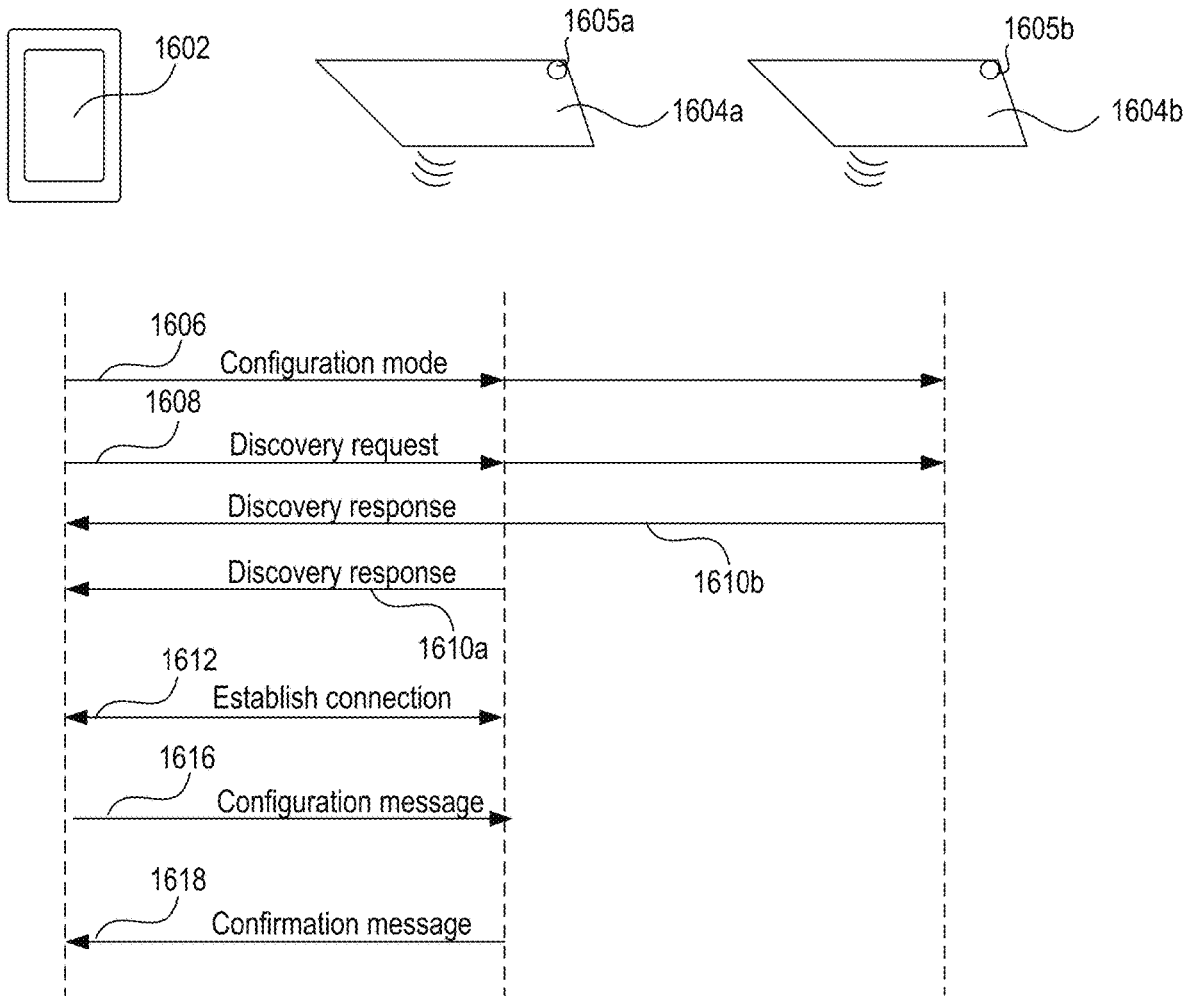 1602
1605a
1604a
1605b
1604b
1606
Configuration mode
1608
Discovery request
Discovery response
1610b
Discovery response
1610a
1612
Establish connection
1616
Configuration message
1618
Confirmation message